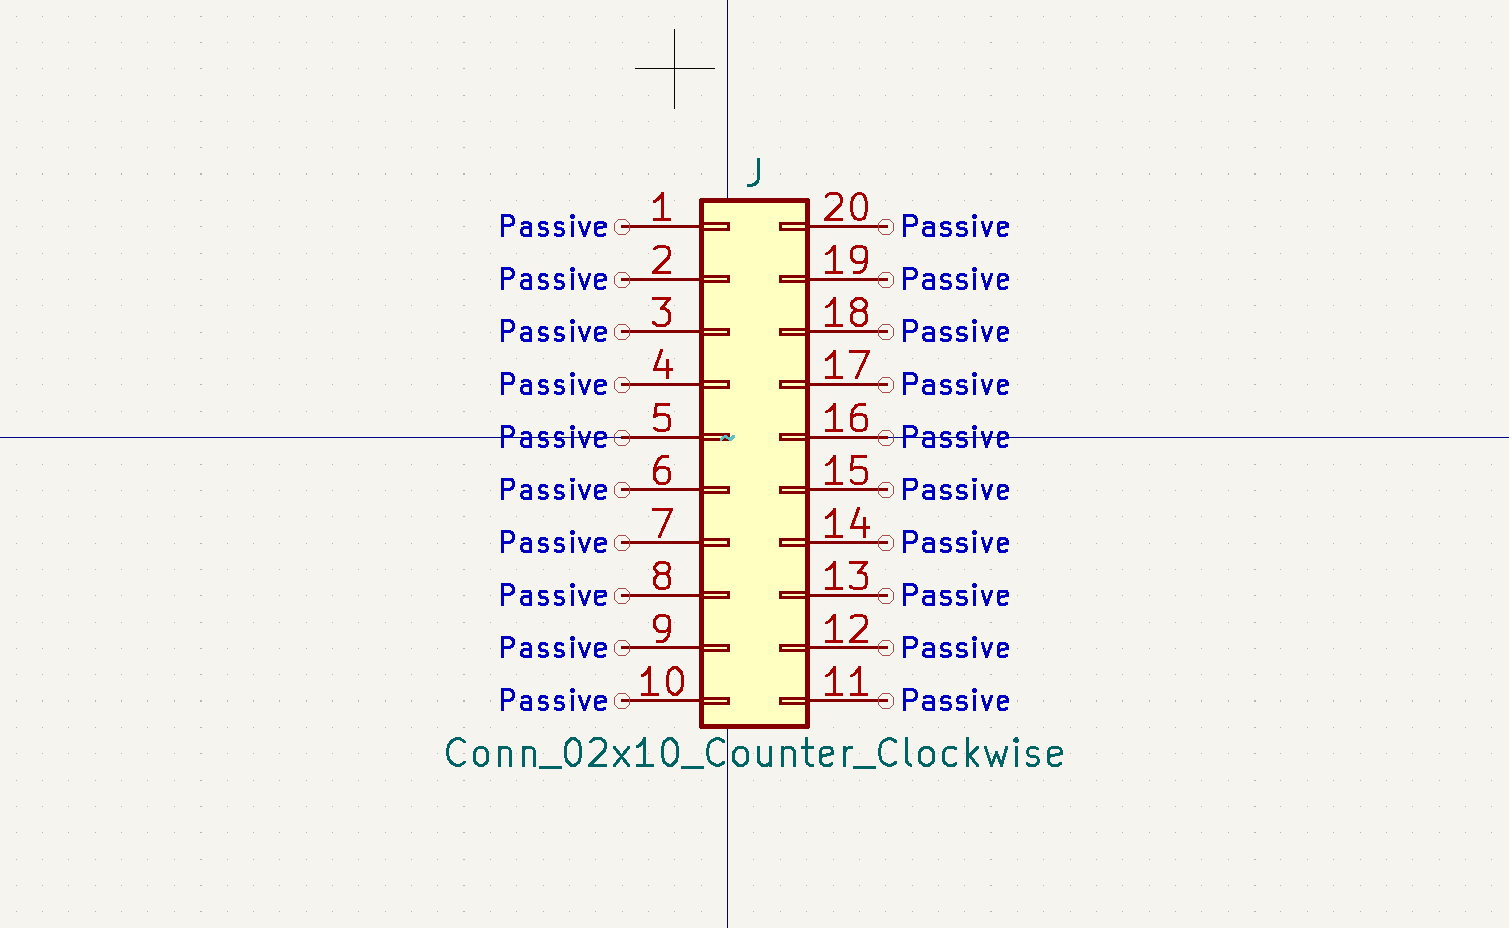 J
Passive 1 20 Passive
Passive 2 19 Passive
Passive 3 18 Passive
Passive 4 17 Passive
Passive 5 ~ 16 Passive
Passive 6 15 Passive
Passive 7 14 Passive
Passive 8 13 Passive
Passive 9 12 Passive
Passive 10 11 Passive
Conn_02x10_Counter_Clockwise